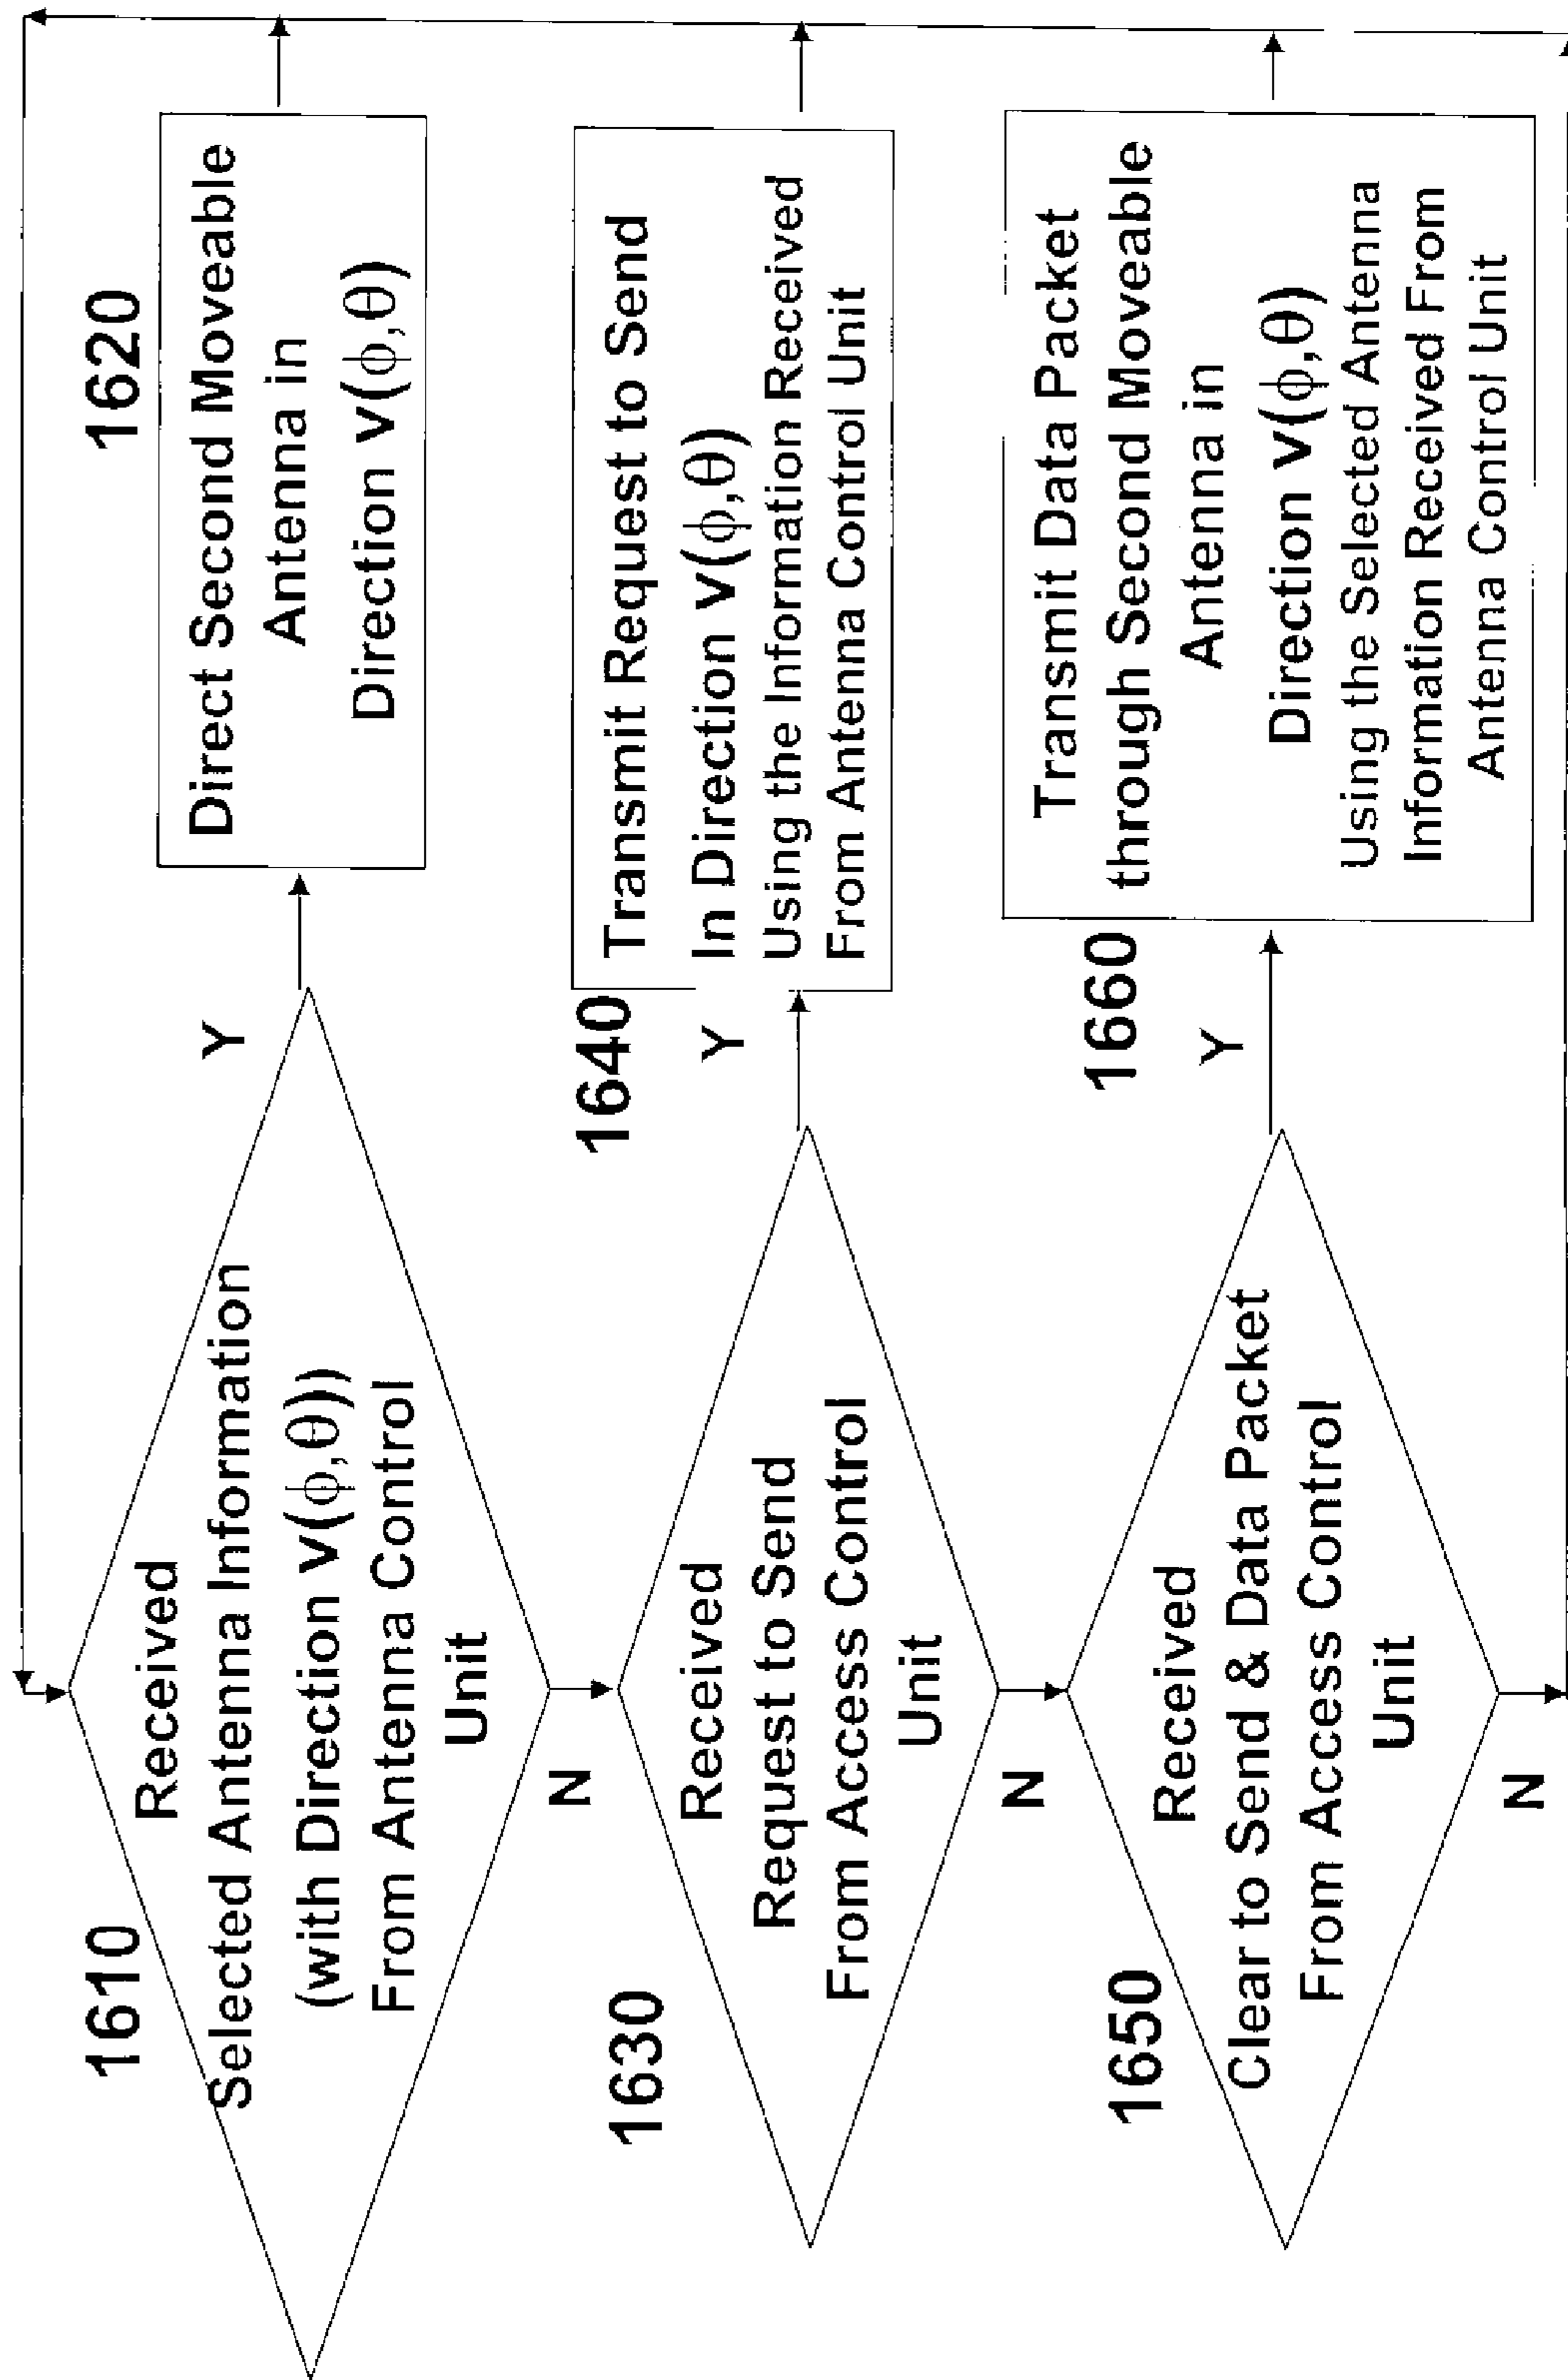 1610
Received
Selected Antenna Information
(with Direction v(ϕ,θ))
From Antenna Control
Unit
Y
1620
Direct Second Moveable
Antenna in
Direction v(ϕ,θ)
N
1630
Received
Request to Send
From Access Control
Unit
Y
1640
Transmit Request to Send
In Direction v(ϕ,θ)
Using the Information Received
From Antenna Control Unit
N
1650
Received
Clear to Send & Data Packet
From Access Control
Unit
Y
1660
Transmit Data Packet
through Second Moveable
Antenna in
Direction v(ϕ,θ)
Using the Selected Antenna
Information Received From
Antenna Control Unit
N